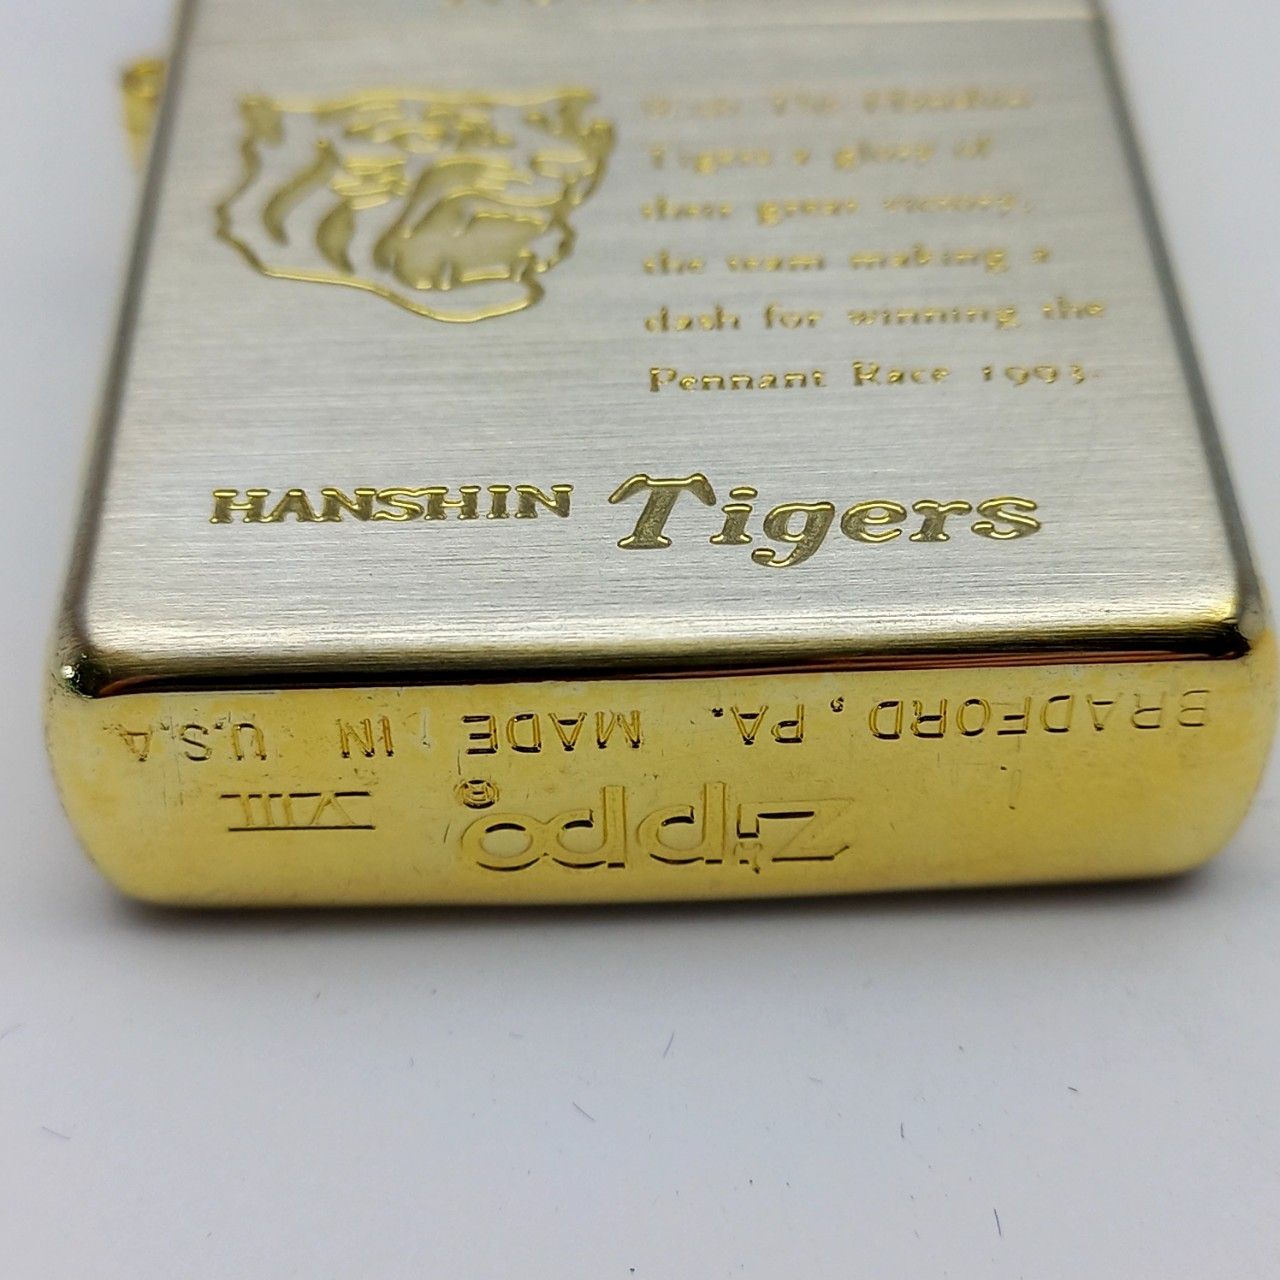 Tigers a glory of
that great victory,
the team making a
dash for winning the
Pennant Race 1993.
HANSHIN Tigers
BRADFORD, PA. MADE IN U.S.A
Zippo ® VIII